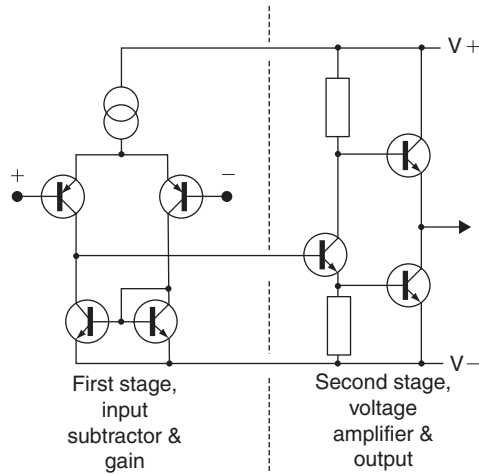 V+
+
−
V−
First stage,
input
subtractor &
gain
Second stage,
voltage
amplifier &
output